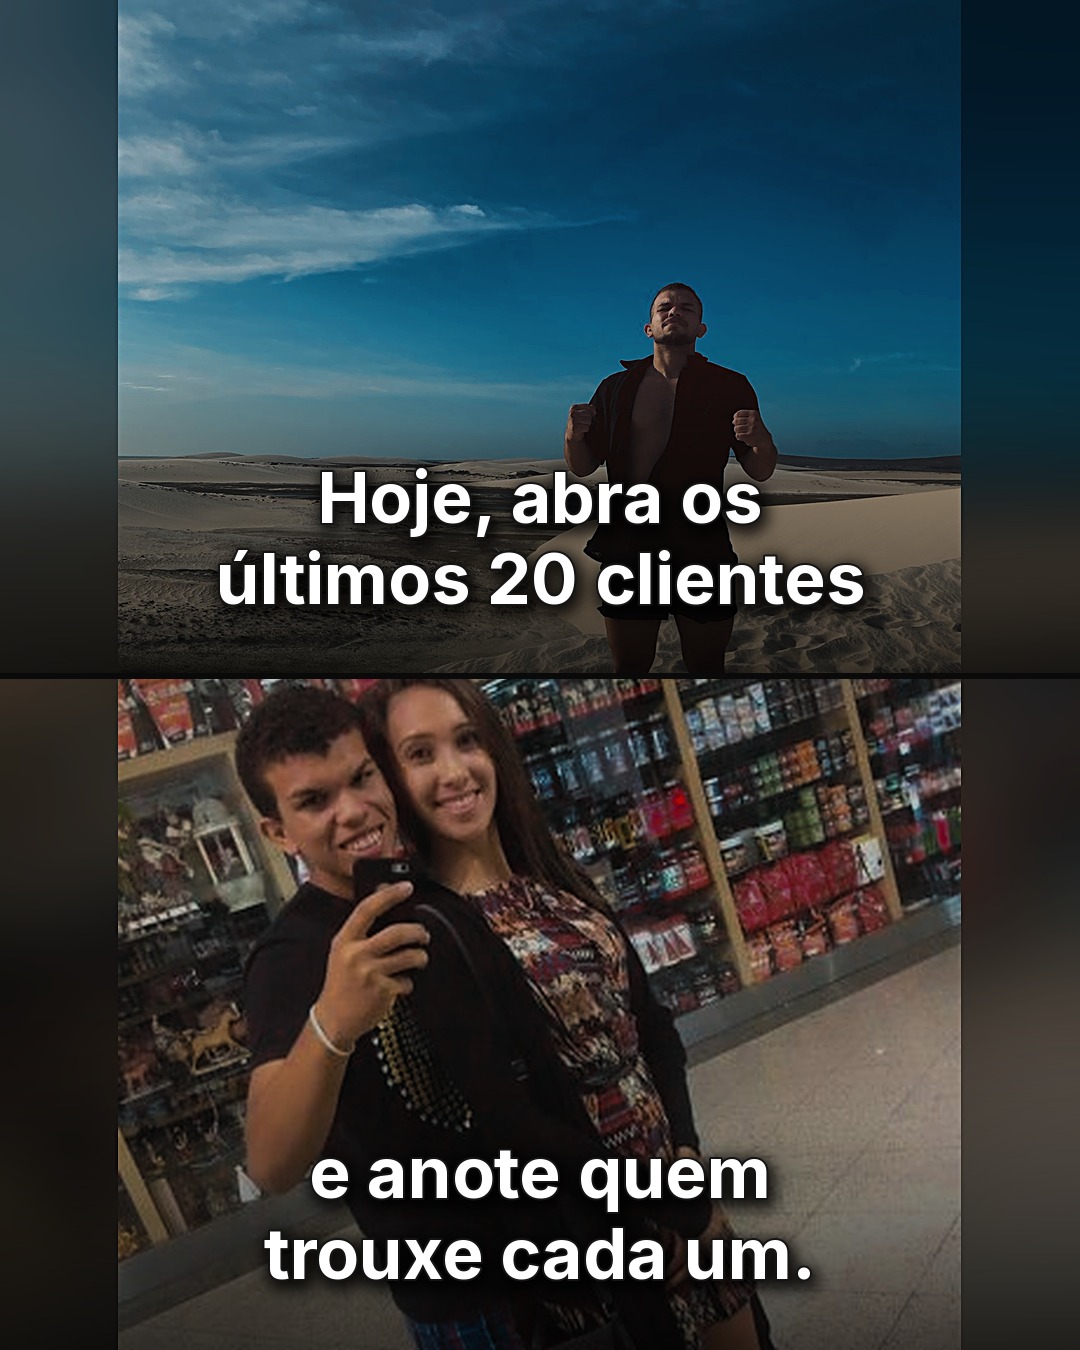 Hoje, abra os
últimos 20 clientes
e anote quem
trouxe cada um.